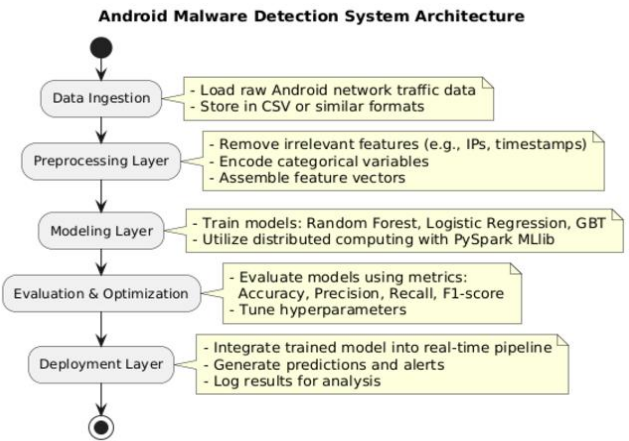 Android Malware Detection System Architecture
Data Ingestion
- Load raw Android network traffic data
- Store in CSV or similar formats
Preprocessing Layer
- Remove irrelevant features (e.g., IPs, timestamps)
- Encode categorical variables
- Assemble feature vectors
Modeling Layer
- Train models: Random Forest, Logistic Regression, GBT
- Utilize distributed computing with PySpark MLlib
Evaluation & Optimization
- Evaluate models using metrics:
Accuracy, Precision, Recall, F1-score
- Tune hyperparameters
Deployment Layer
- Integrate trained model into real-time pipeline
- Generate predictions and alerts
- Log results for analysis